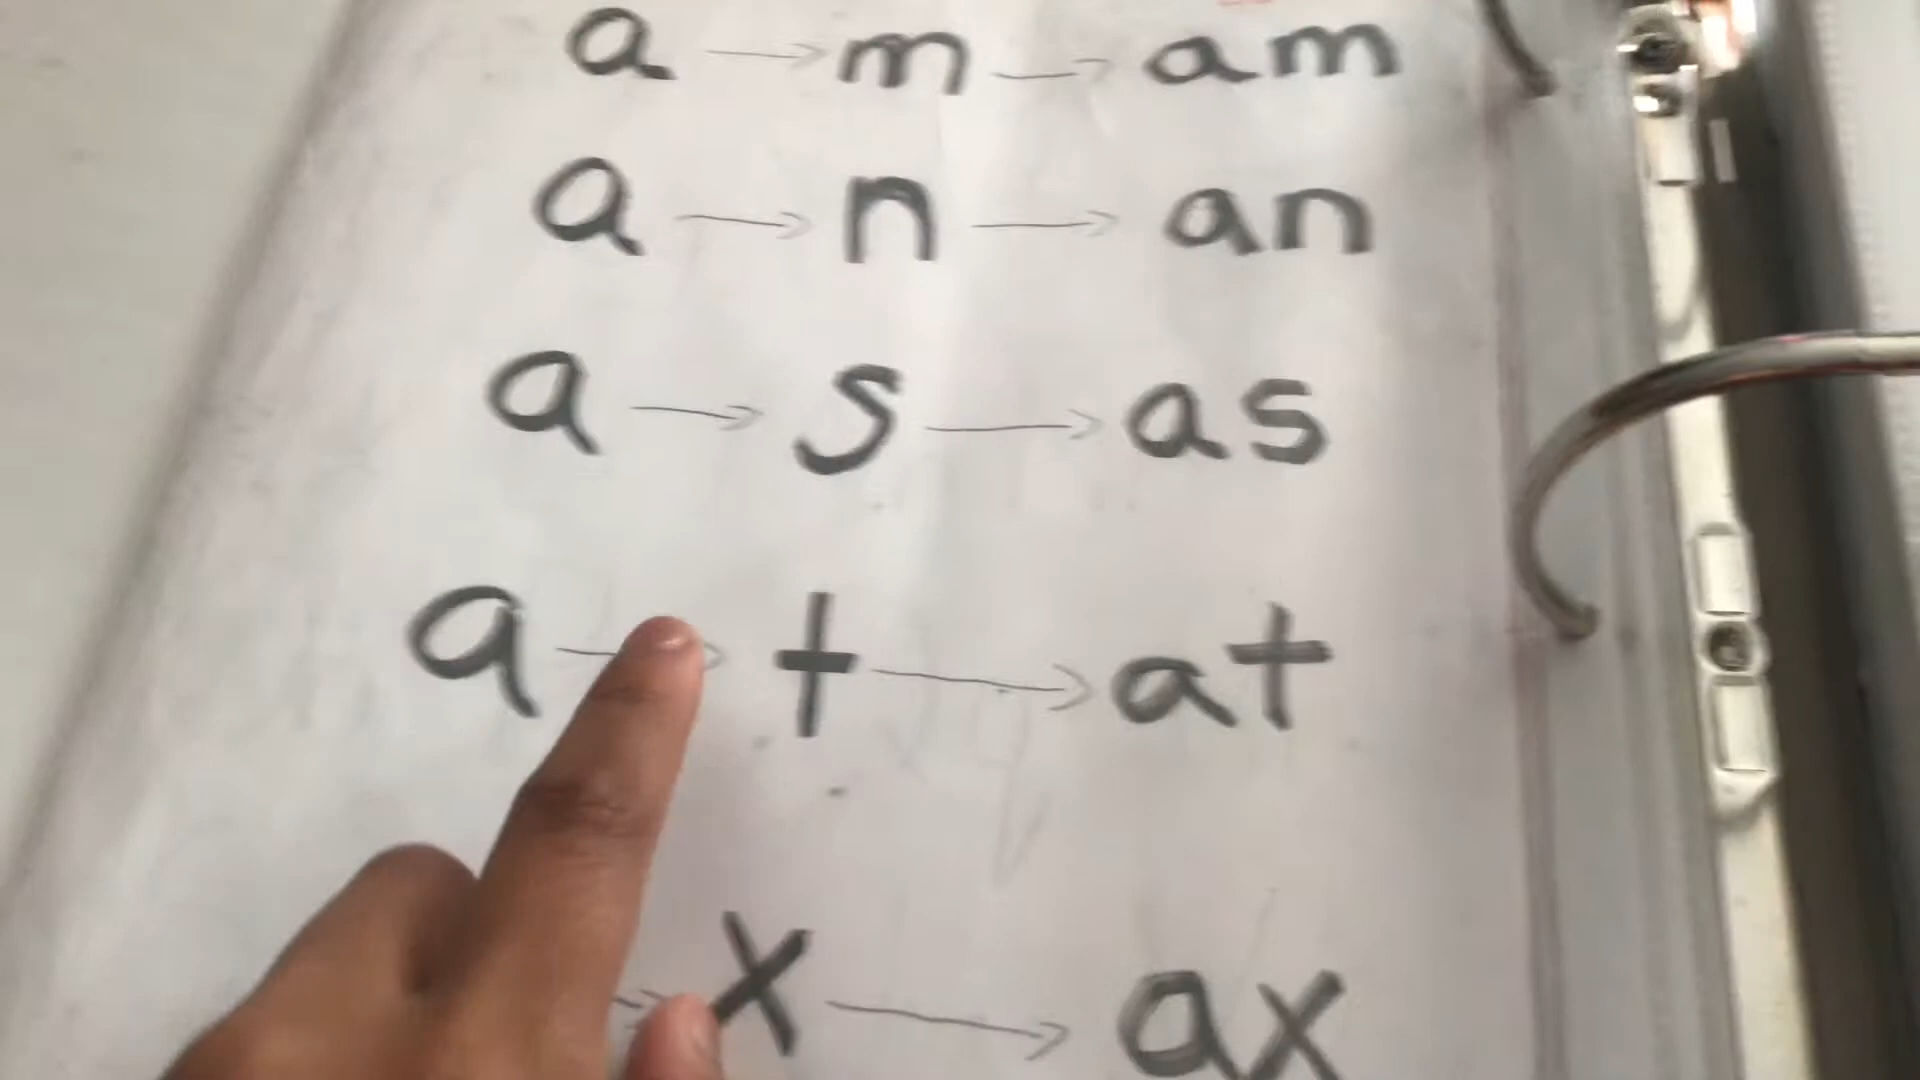 a → m → am
a → n → an
a → s → as
a → t → at
→ x → ax